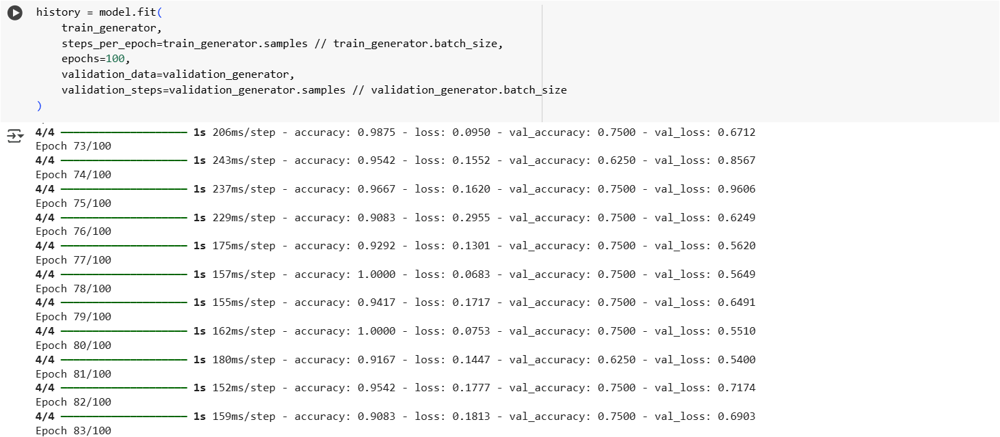 history = model.fit(
    train_generator,
    steps_per_epoch=train_generator.samples // train_generator.batch_size,
    epochs=100,
    validation_data=validation_generator,
    validation_steps=validation_generator.samples // validation_generator.batch_size
)
4/4 ━━━━━━━━━━━━━━━━━━━━ 1s 206ms/step - accuracy: 0.9875 - loss: 0.0950 - val_accuracy: 0.7500 - val_loss: 0.6712
Epoch 73/100
4/4 ━━━━━━━━━━━━━━━━━━━━ 1s 243ms/step - accuracy: 0.9542 - loss: 0.1552 - val_accuracy: 0.6250 - val_loss: 0.8567
Epoch 74/100
4/4 ━━━━━━━━━━━━━━━━━━━━ 1s 237ms/step - accuracy: 0.9667 - loss: 0.1620 - val_accuracy: 0.7500 - val_loss: 0.9606
Epoch 75/100
4/4 ━━━━━━━━━━━━━━━━━━━━ 1s 229ms/step - accuracy: 0.9083 - loss: 0.2955 - val_accuracy: 0.7500 - val_loss: 0.6249
Epoch 76/100
4/4 ━━━━━━━━━━━━━━━━━━━━ 1s 175ms/step - accuracy: 0.9292 - loss: 0.1301 - val_accuracy: 0.7500 - val_loss: 0.5620
Epoch 77/100
4/4 ━━━━━━━━━━━━━━━━━━━━ 1s 157ms/step - accuracy: 1.0000 - loss: 0.0683 - val_accuracy: 0.7500 - val_loss: 0.5649
Epoch 78/100
4/4 ━━━━━━━━━━━━━━━━━━━━ 1s 155ms/step - accuracy: 0.9417 - loss: 0.1717 - val_accuracy: 0.7500 - val_loss: 0.6491
Epoch 79/100
4/4 ━━━━━━━━━━━━━━━━━━━━ 1s 162ms/step - accuracy: 1.0000 - loss: 0.0753 - val_accuracy: 0.7500 - val_loss: 0.5510
Epoch 80/100
4/4 ━━━━━━━━━━━━━━━━━━━━ 1s 180ms/step - accuracy: 0.9167 - loss: 0.1447 - val_accuracy: 0.6250 - val_loss: 0.5400
Epoch 81/100
4/4 ━━━━━━━━━━━━━━━━━━━━ 1s 152ms/step - accuracy: 0.9542 - loss: 0.1777 - val_accuracy: 0.7500 - val_loss: 0.7174
Epoch 82/100
4/4 ━━━━━━━━━━━━━━━━━━━━ 1s 159ms/step - accuracy: 0.9083 - loss: 0.1813 - val_accuracy: 0.7500 - val_loss: 0.6903
Epoch 83/100